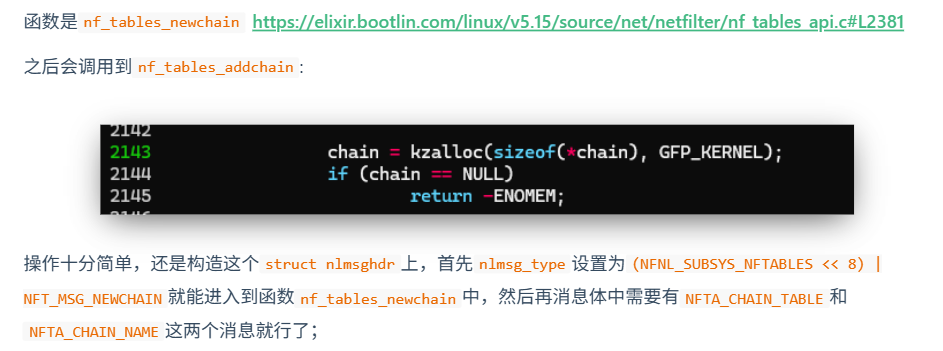 函数是 nf_tables_newchain https://elixir.bootlin.com/linux/v5.15/source/net/netfilter/nf_tables_api.c#L2381
之后会调用到 nf_tables_addchain :
2142
2143 chain = kzalloc(sizeof(*chain), GFP_KERNEL);
2144 if (chain == NULL)
2145 return -ENOMEM;
2146
操作十分简单，还是构造这个 struct nlmsghdr 上，首先 nlmsg_type 设置为 (NFNL_SUBSYS_NFTABLES << 8) |
NFT_MSG_NEWCHAIN 就能进入到函数 nf_tables_newchain 中，然后再消息体中需要有 NFTA_CHAIN_TABLE 和
NFTA_CHAIN_NAME 这两个消息就行了；